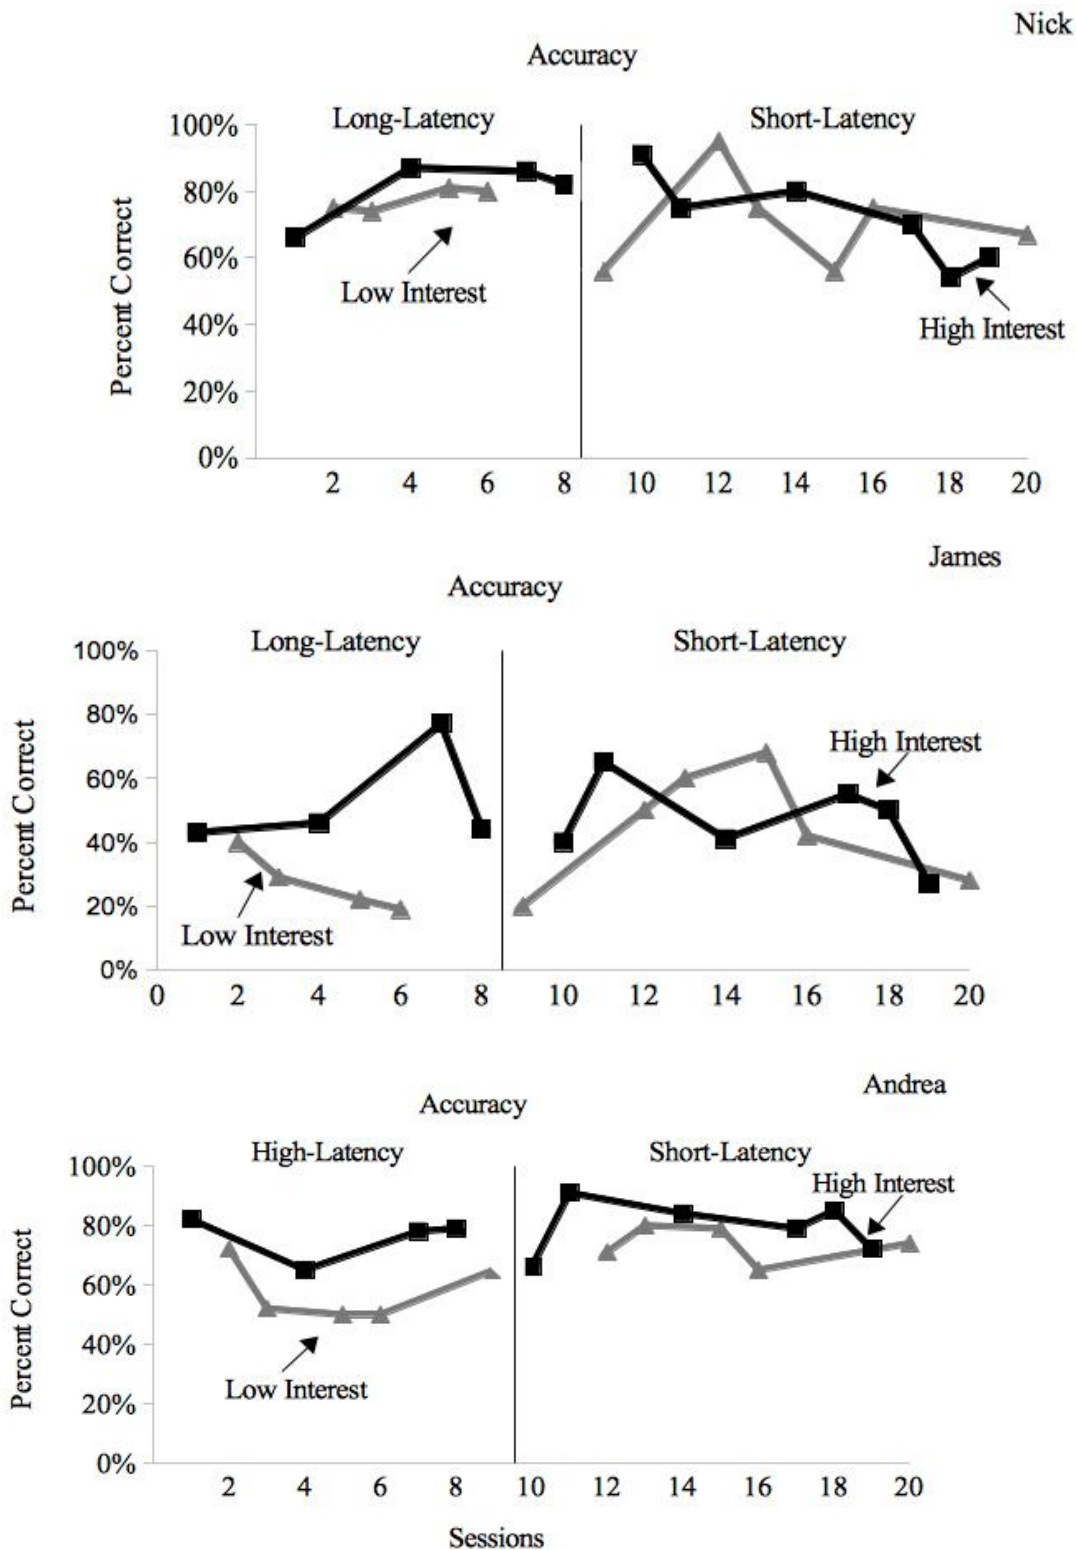 Nick
Accuracy
Long-Latency Short-Latency
100%
80%
60%
40%
20%
0%
Percent Correct
Low Interest
High Interest
2 4 6 8 10 12 14 16 18 20
James
Accuracy
Long-Latency Short-Latency
100%
80%
60%
40%
20%
0%
Percent Correct
High Interest
Low Interest
0 2 4 6 8 10 12 14 16 18 20
Andrea
Accuracy
High-Latency Short-Latency
100%
80%
60%
40%
20%
0%
Percent Correct
High Interest
Low Interest
2 4 6 8 10 12 14 16 18 20
Sessions